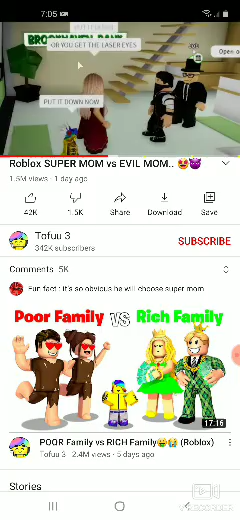 7:05
BROOKHAVEN BANK
OR YOU GET THE LASER EYES
Open
PUT IT DOWN NOW
Roblox SUPER MOM vs EVIL MOM.. 😍😈
1.5M views · 1 day ago
42K
1.5K
Share
Download
Save
Tofuu 3
342K subscribers
SUBSCRIBE
Comments 5K
Fun fact : it's so obvious he will choose super mom
Poor Family VS Rich Family
17:16
POOR Family vs RICH Family🤑😭 (Roblox)
Tofuu 3 · 2.4M views · 5 days ago
Stories